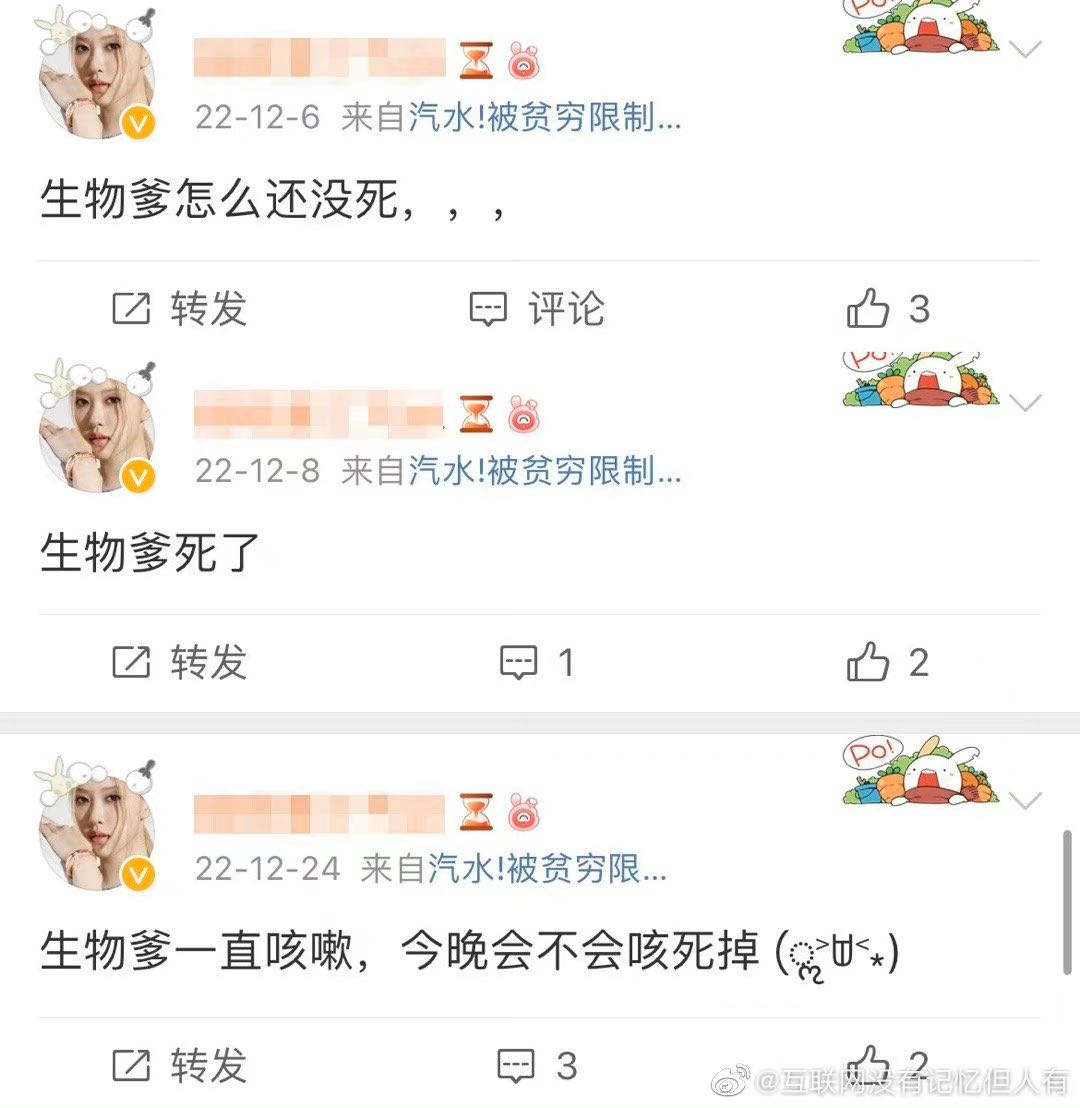 22-12-6 来自汽水!被贫穷限制...
生物爹怎么还没死，，，
转发 评论 3
22-12-8 来自汽水!被贫穷限制...
生物爹死了
转发 1 2
Po!
22-12-24 来自汽水!被贫穷限...
生物爹一直咳嗽，今晚会不会咳死掉 (ू˃̣̣̣̣̣̣ꇴ˂⋆)
转发 3 2
@互联网没有记忆但人有